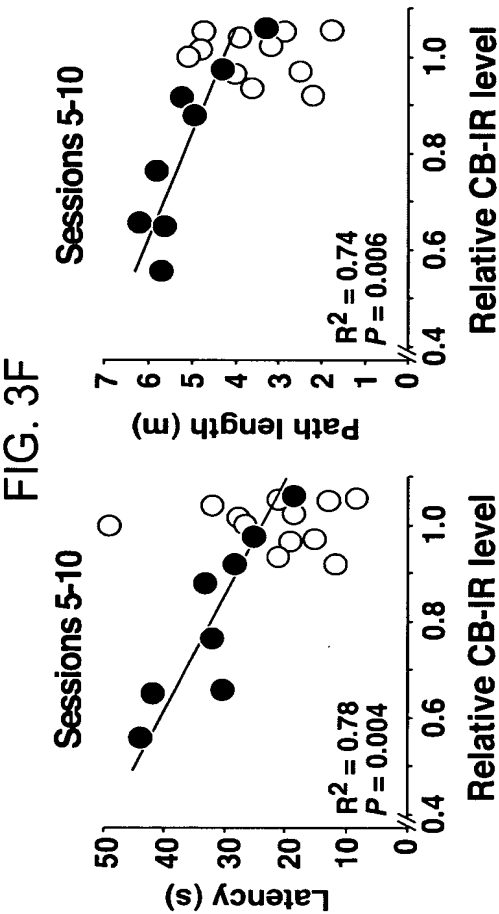 FIG. 3F
Sessions 5-10
50
40
30
20
10
0
Latency (s)
R² = 0.78
P = 0.004
0.4 0.6 0.8 1.0
Relative CB-IR level
Sessions 5-10
7
6
5
4
3
2
1
0
Path length (m)
R² = 0.74
P = 0.006
0.4 0.6 0.8 1.0
Relative CB-IR level